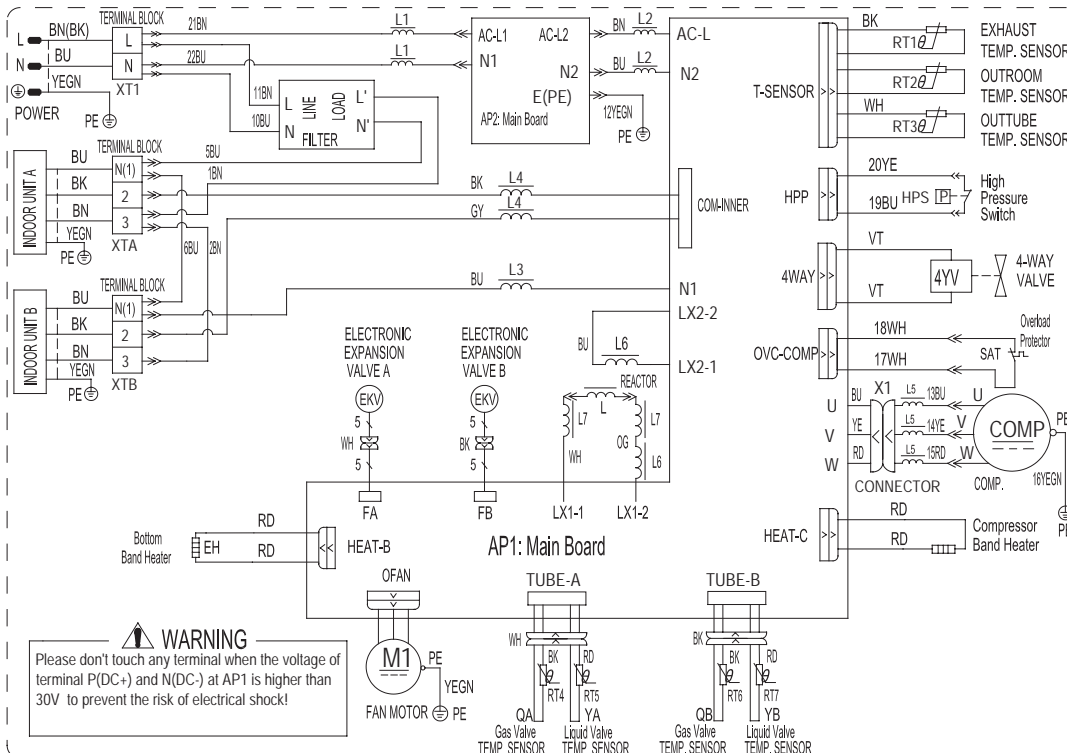 TERMINAL BLOCK
L BN(BK) L 21BN L1 AC-L1 AC-L2 BN L2 AC-L
N BU N 22BU L1 N1 N2 BU L2 N2
YEGN XT1 E(PE) 12YEGN PE
POWER PE AP2: Main Board
11BN L LINE LOAD L'
10BU N FILTER N'
T-SENSOR
BK RT1θ EXHAUST
TEMP. SENSOR
RT2θ OUTROOM
TEMP. SENSOR
WH RT3θ OUTTUBE
TEMP. SENSOR
TERMINAL BLOCK
INDOOR UNIT A
BU N(1) 5BU
BK 2 1BN BK L4
BN 3 GY L4
YEGN
PE XTA
6BU 2BN
COM-INNER
HPP 20YE
19BU HPS P
High
Pressure
Switch
TERMINAL BLOCK
INDOOR UNIT B
BU N(1) BU L3 N1
BK 2
BN 3
YEGN
PE XTB
LX2-2
BU L6
LX2-1
4WAY VT
VT 4YV
4-WAY
VALVE
OVC-COMP 18WH
17WH SAT
Overload
Protector
ELECTRONIC
EXPANSION
VALVE A
EKV
5
WH
5
FA
ELECTRONIC
EXPANSION
VALVE B
EKV
5
BK
5
FB
REACTOR
L
L7 L7
WH OG
L6
LX1-1 LX1-2
X1
U BU L5 13BU U
V YE L5 14YE V
W RD L5 15RD W
CONNECTOR
COMP
COMP.
PE
16YEGN
PE
Bottom
Band Heater
EH
RD
RD
HEAT-B
AP1: Main Board
HEAT-C
RD
RD
Compressor
Band Heater
OFAN
M1
PE
YEGN
PE
FAN MOTOR
TUBE-A
WH
BK RD
RT4 RT5
θ θ
QA YA
Gas Valve
TEMP. SENSOR
Liquid Valve
TEMP. SENSOR
TUBE-B
BK
BK RD
RT6 RT7
θ θ
QB YB
Gas Valve
TEMP. SENSOR
Liquid Valve
TEMP. SENSOR
WARNING
Please don't touch any terminal when the voltage of
terminal P(DC+) and N(DC-) at AP1 is higher than
30V to prevent the risk of electrical shock!